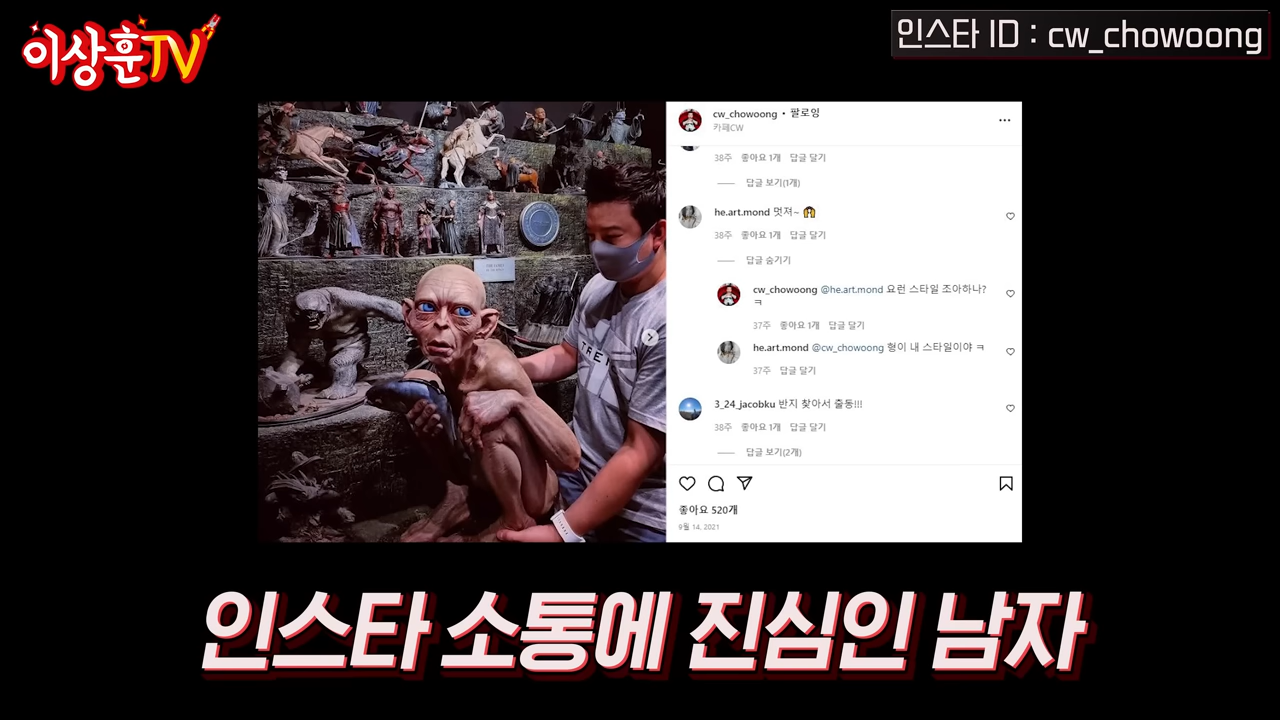 이상훈TV
인스타 ID : cw_chowoong
cw_chowoong • 팔로잉
카페CW
38주 좋아요 1개 답글 달기
답글 보기(1개)
he.art.mond 멋져~ 🙌
38주 좋아요 1개 답글 달기
답글 숨기기
cw_chowoong @he.art.mond 요런 스타일 조아하나?
ㅋ
37주 좋아요 1개 답글 달기
he.art.mond @cw_chowoong 형이 내 스타일이야 ㅋ
37주 답글 달기
3_24_jacobku 반지 찾아서 출동!!!
38주 좋아요 1개 답글 달기
답글 보기(2개)
좋아요 520개
9월 14, 2021
인스타 소통에 진심인 남자